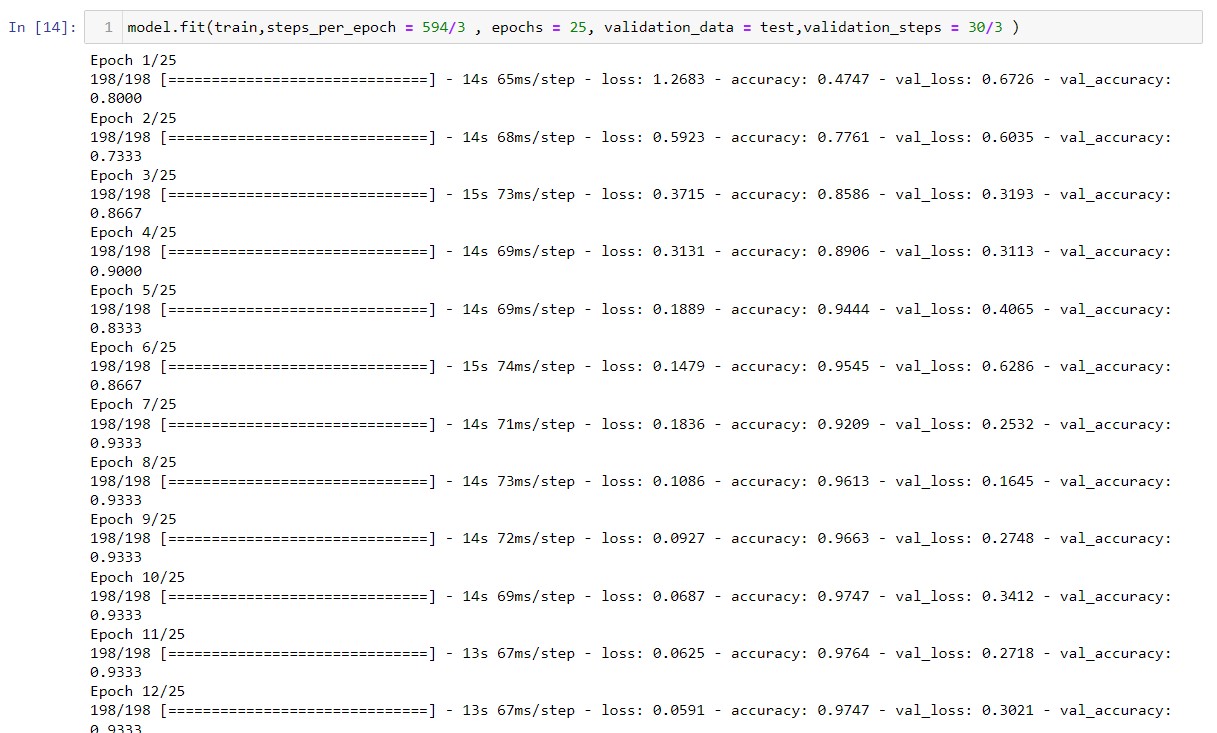 In [14]: 1 model.fit(train,steps_per_epoch = 594/3 , epochs = 25, validation_data = test,validation_steps = 30/3 )
Epoch 1/25
198/198 [==============================] - 14s 65ms/step - loss: 1.2683 - accuracy: 0.4747 - val_loss: 0.6726 - val_accuracy:
0.8000
Epoch 2/25
198/198 [==============================] - 14s 68ms/step - loss: 0.5923 - accuracy: 0.7761 - val_loss: 0.6035 - val_accuracy:
0.7333
Epoch 3/25
198/198 [==============================] - 15s 73ms/step - loss: 0.3715 - accuracy: 0.8586 - val_loss: 0.3193 - val_accuracy:
0.8667
Epoch 4/25
198/198 [==============================] - 14s 69ms/step - loss: 0.3131 - accuracy: 0.8906 - val_loss: 0.3113 - val_accuracy:
0.9000
Epoch 5/25
198/198 [==============================] - 14s 69ms/step - loss: 0.1889 - accuracy: 0.9444 - val_loss: 0.4065 - val_accuracy:
0.8333
Epoch 6/25
198/198 [==============================] - 15s 74ms/step - loss: 0.1479 - accuracy: 0.9545 - val_loss: 0.6286 - val_accuracy:
0.8667
Epoch 7/25
198/198 [==============================] - 14s 71ms/step - loss: 0.1836 - accuracy: 0.9209 - val_loss: 0.2532 - val_accuracy:
0.9333
Epoch 8/25
198/198 [==============================] - 14s 73ms/step - loss: 0.1086 - accuracy: 0.9613 - val_loss: 0.1645 - val_accuracy:
0.9333
Epoch 9/25
198/198 [==============================] - 14s 72ms/step - loss: 0.0927 - accuracy: 0.9663 - val_loss: 0.2748 - val_accuracy:
0.9333
Epoch 10/25
198/198 [==============================] - 14s 69ms/step - loss: 0.0687 - accuracy: 0.9747 - val_loss: 0.3412 - val_accuracy:
0.9333
Epoch 11/25
198/198 [==============================] - 13s 67ms/step - loss: 0.0625 - accuracy: 0.9764 - val_loss: 0.2718 - val_accuracy:
0.9333
Epoch 12/25
198/198 [==============================] - 13s 67ms/step - loss: 0.0591 - accuracy: 0.9747 - val_loss: 0.3021 - val_accuracy:
0.9333